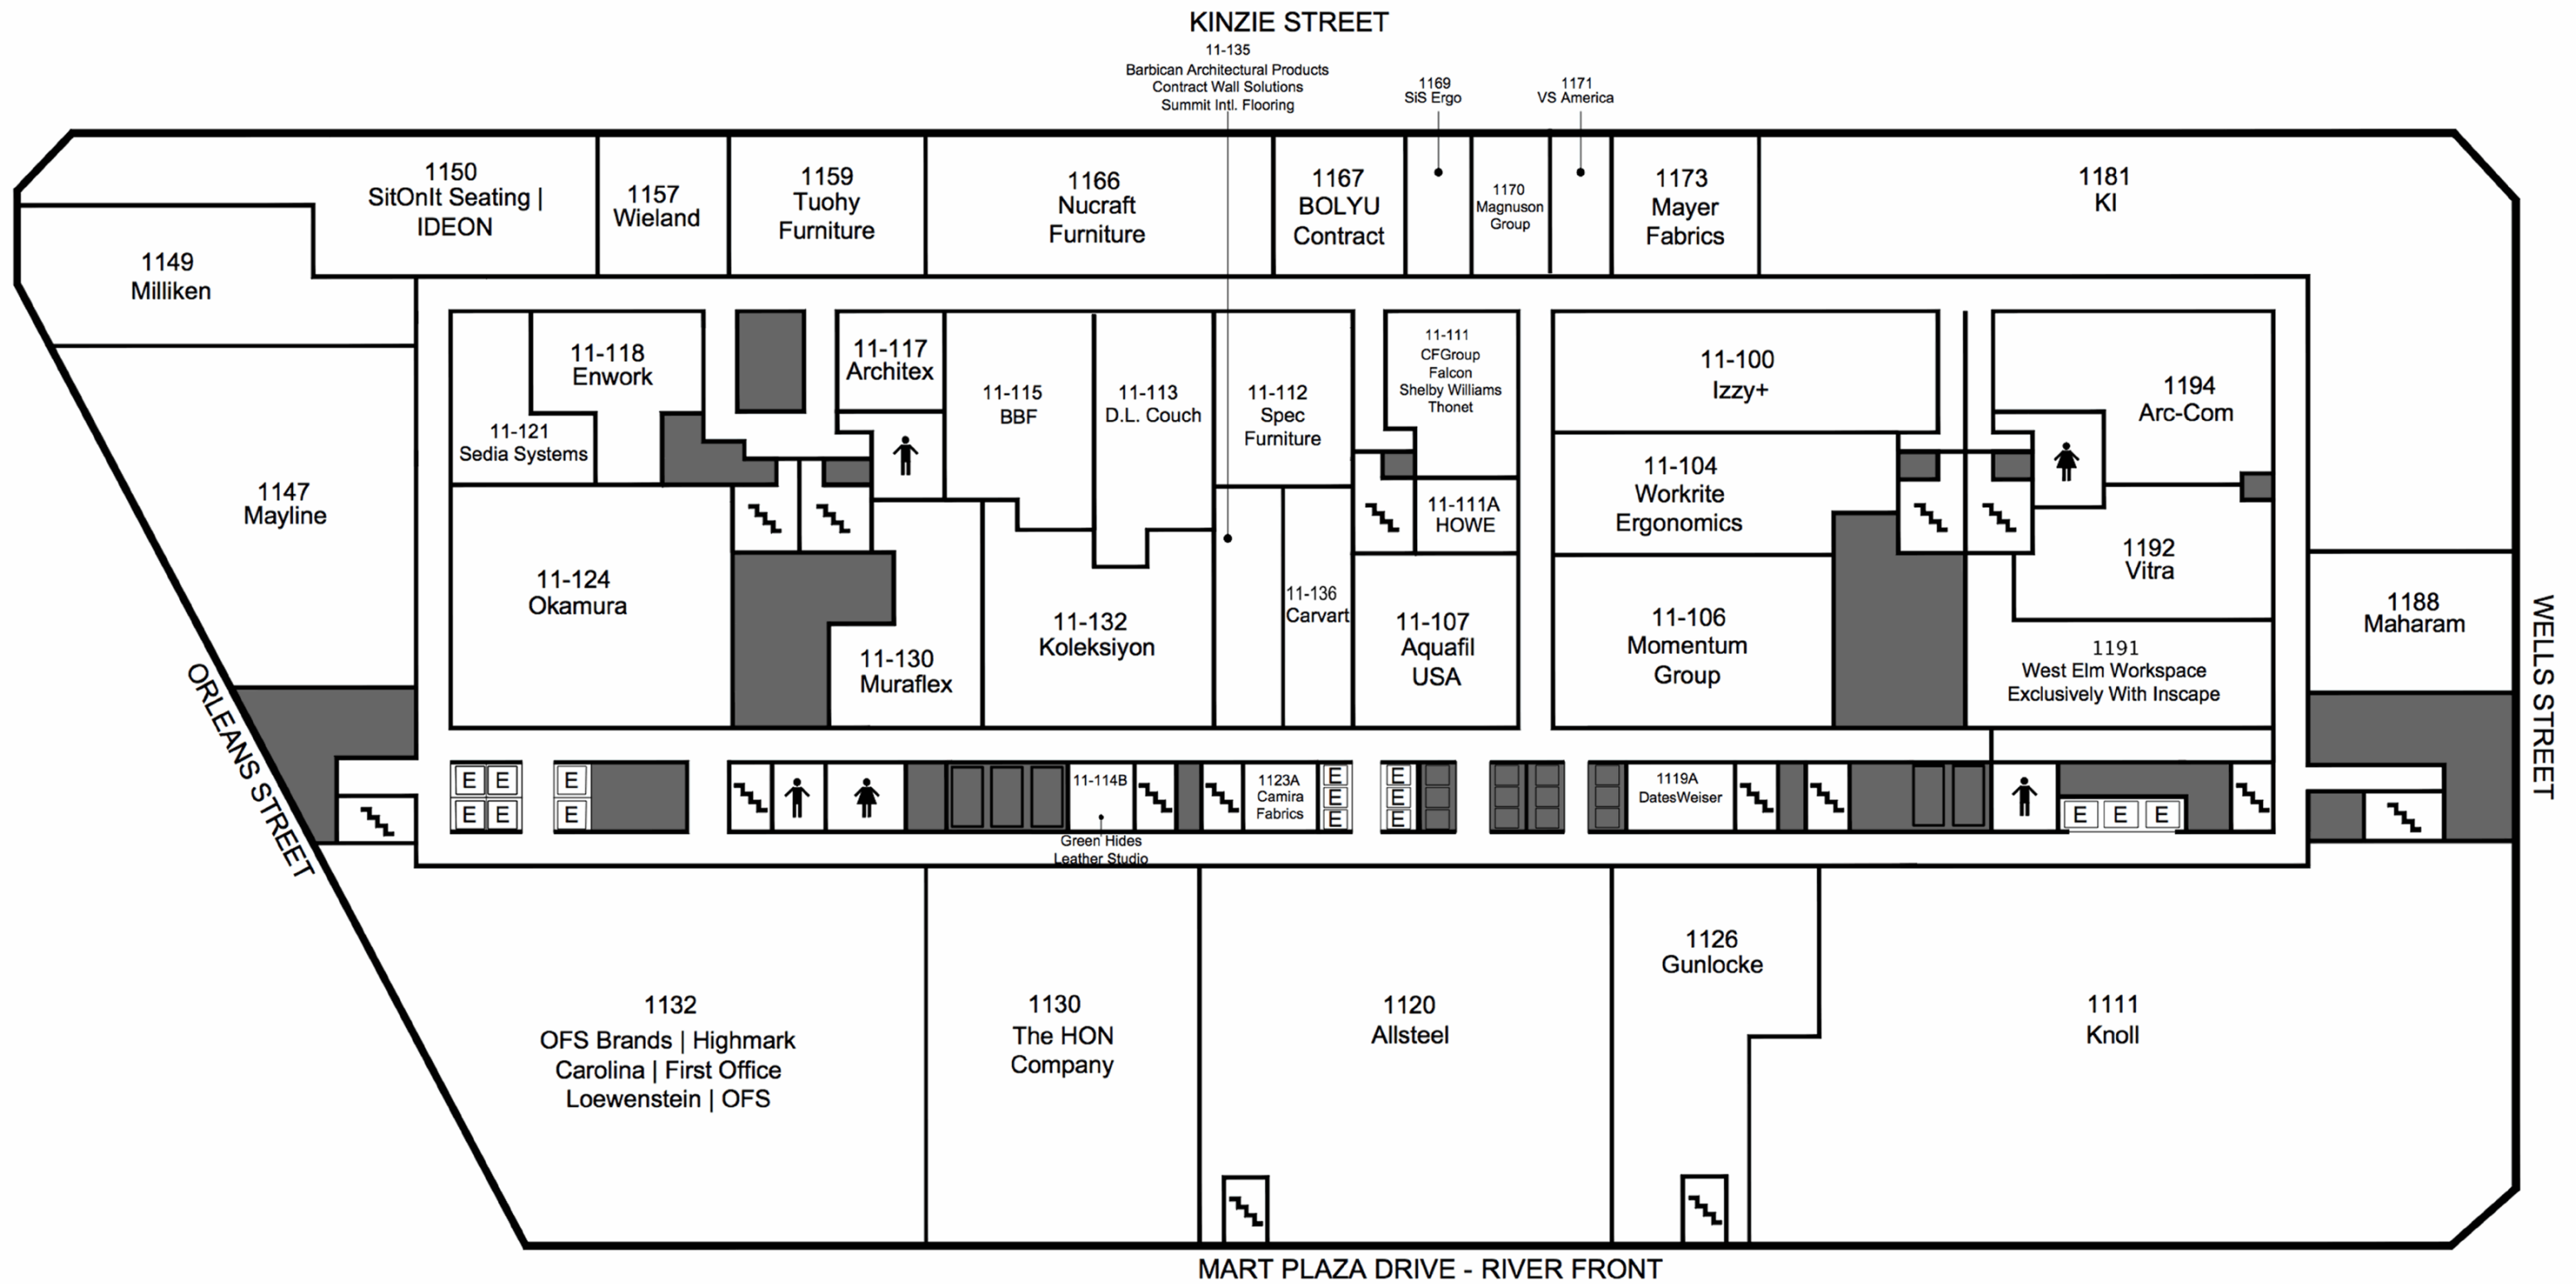 KINZIE STREET
11-135
Barbican Architectural Products
Contract Wall Solutions
Summit Intl. Flooring
1169
SiS Ergo
1171
VS America
1150
SitOnIt Seating |
IDEON
1157
Wieland
1159
Tuohy
Furniture
1166
Nucraft
Furniture
1167
BOLYU
Contract
1170
Magnuson
Group
1173
Mayer
Fabrics
1181
KI
1149
Milliken
11-118
Enwork
11-121
Sedia Systems
11-117
Architex
11-115
BBF
11-113
D.L. Couch
11-112
Spec
Furniture
11-111
CFGroup
Falcon
Shelby Williams
Thonet
11-100
Izzy+
1194
Arc-Com
1147
Mayline
11-111A
HOWE
11-104
Workrite
Ergonomics
1192
Vitra
11-124
Okamura
11-130
Muraflex
11-132
Koleksiyon
11-136
Carvart
11-107
Aquafil
USA
11-106
Momentum
Group
1191
West Elm Workspace
Exclusively With Inscape
1188
Maharam
ORLEANS STREET
WELLS STREET
E E
E E
E
E
11-114B
Green Hides
Leather Studio
1123A
Camira
Fabrics
E
E
E
E
E
E
1119A
DatesWeiser
E E E
1132
OFS Brands | Highmark
Carolina | First Office
Loewenstein | OFS
1130
The HON
Company
1120
Allsteel
1126
Gunlocke
1111
Knoll
MART PLAZA DRIVE - RIVER FRONT